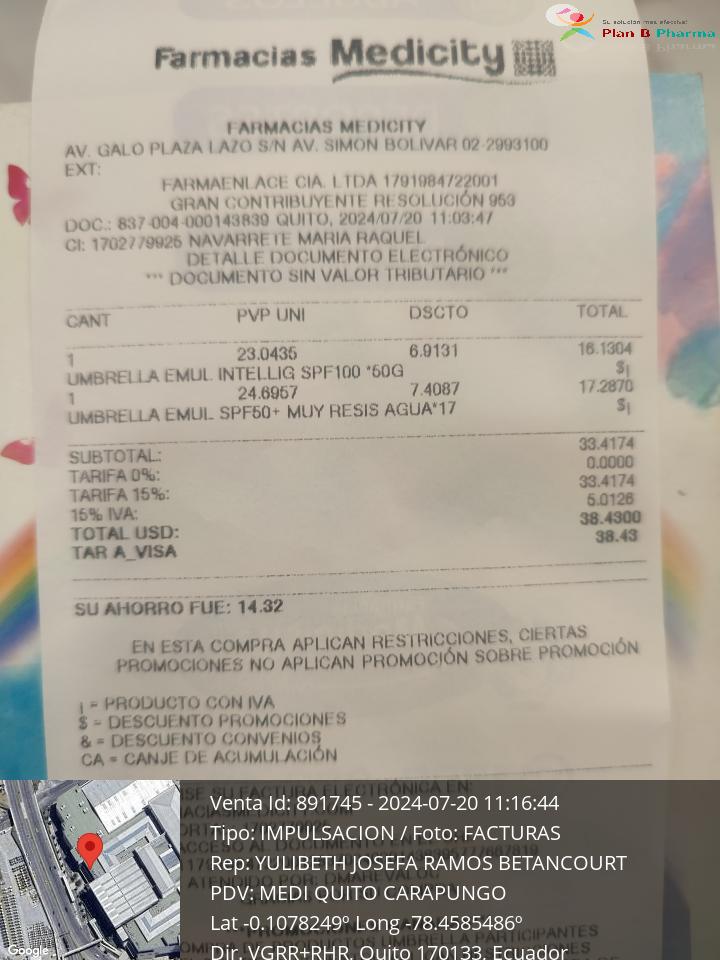 Su solución más efectiva!
Plan B Pharma
Farmacias Medicity
FARMACIAS MEDICITY
AV. GALO PLAZA LAZO S/N AV. SIMON BOLIVAR 02-2993100
EXT:
FARMAENLACE CIA. LTDA 1791984722001
GRAN CONTRIBUYENTE RESOLUCIÓN 953
DOC.: 837-004-000143839 QUITO, 2024/07/20 11:03:47
CI: 1702779925 NAVARRETE MARIA RAQUEL
DETALLE DOCUMENTO ELECTRÓNICO
*** DOCUMENTO SIN VALOR TRIBUTARIO ***
CANT PVP UNI DSCTO TOTAL
1 23.0435 6.9131 16.1304
UMBRELLA EMUL INTELLIG SPF100 *50G $¡
1 24.6957 7.4087 17.2870
UMBRELLA EMUL SPF50+ MUY RESIS AGUA*17 $¡
SUBTOTAL: 33.4174
TARIFA 0%: 0.0000
TARIFA 15%: 33.4174
15% IVA: 5.0126
TOTAL USD: 38.4300
TAR A_VISA 38.43
SU AHORRO FUE: 14.32
EN ESTA COMPRA APLICAN RESTRICCIONES, CIERTAS
PROMOCIONES NO APLICAN PROMOCIÓN SOBRE PROMOCIÓN
¡ = PRODUCTO CON IVA
$ = DESCUENTO PROMOCIONES
& = DESCUENTO CONVENIOS
CA = CANJE DE ACUMULACIÓN
SU FACTURA ELECTRÓNICA EN:
Venta Id: 891745 - 2024-07-20 11:16:44
Tipo: IMPULSACION / Foto: FACTURAS
Rep: YULIBETH JOSEFA RAMOS BETANCOURT
PDV: MEDI QUITO CARAPUNGO
Lat -0.1078249º Long -78.4585486º
Dir. VGRR+RHR, Quito 170133, Ecuador
Google